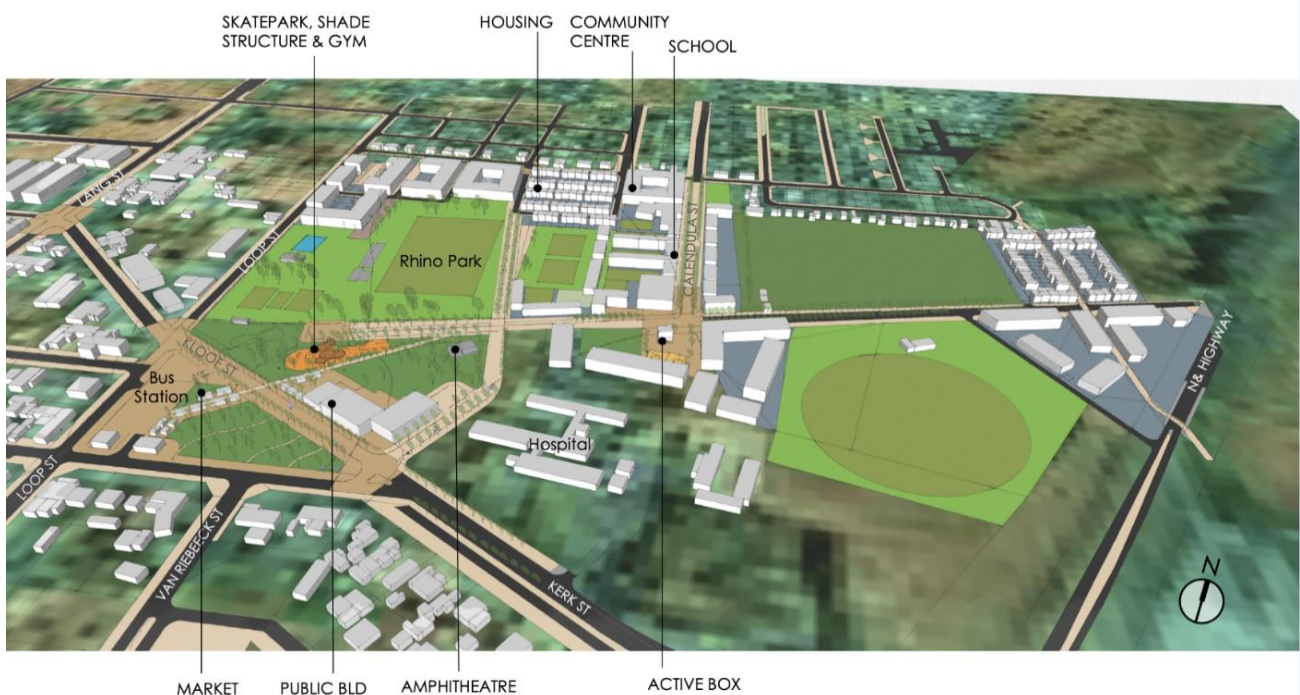 SKATEPARK, SHADE
STRUCTURE & GYM
HOUSING
COMMUNITY
CENTRE
SCHOOL
LANG ST
LOOP ST
Rhino Park
CALENDULA ST
KLOOF ST
Bus
Station
N& HIGHWAY
Hospital
LOOP ST
VAN RIEBEECK ST
KERK ST
N
MARKET
PUBLIC BLD
AMPHITHEATRE
ACTIVE BOX